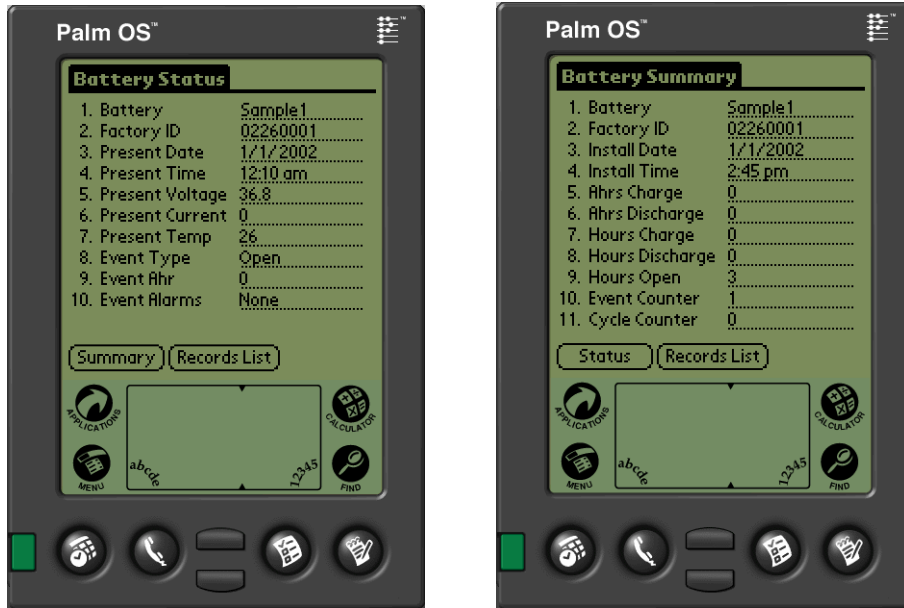 Palm OS™
Battery Status
1. Battery Sample1
2. Factory ID 02260001
3. Present Date 1/1/2002
4. Present Time 12:10 am
5. Present Voltage 36.8
6. Present Current 0
7. Present Temp 26
8. Event Type Open
9. Event Ahr 0
10. Event Alarms None
Summary Records List
APPLICATIONS
CALCULATOR
MENU
abcde
12345
FIND
Palm OS™
Battery Summary
1. Battery Sample1
2. Factory ID 02260001
3. Install Date 1/1/2002
4. Install Time 2:45 pm
5. Ahrs Charge 0
6. Ahrs Discharge 0
7. Hours Charge 0
8. Hours Discharge 0
9. Hours Open 3
10. Event Counter 1
11. Cycle Counter 0
Status Records List
APPLICATIONS
CALCULATOR
MENU
abcde
12345
FIND